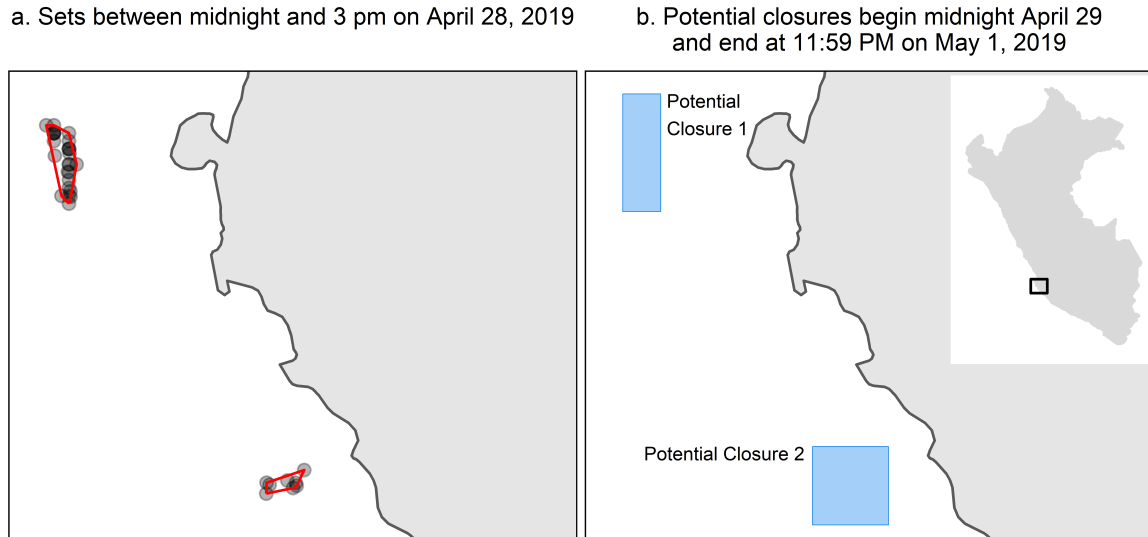 a. Sets between midnight and 3 pm on April 28, 2019
b. Potential closures begin midnight April 29
and end at 11:59 PM on May 1, 2019
Potential
Closure 1
Potential Closure 2